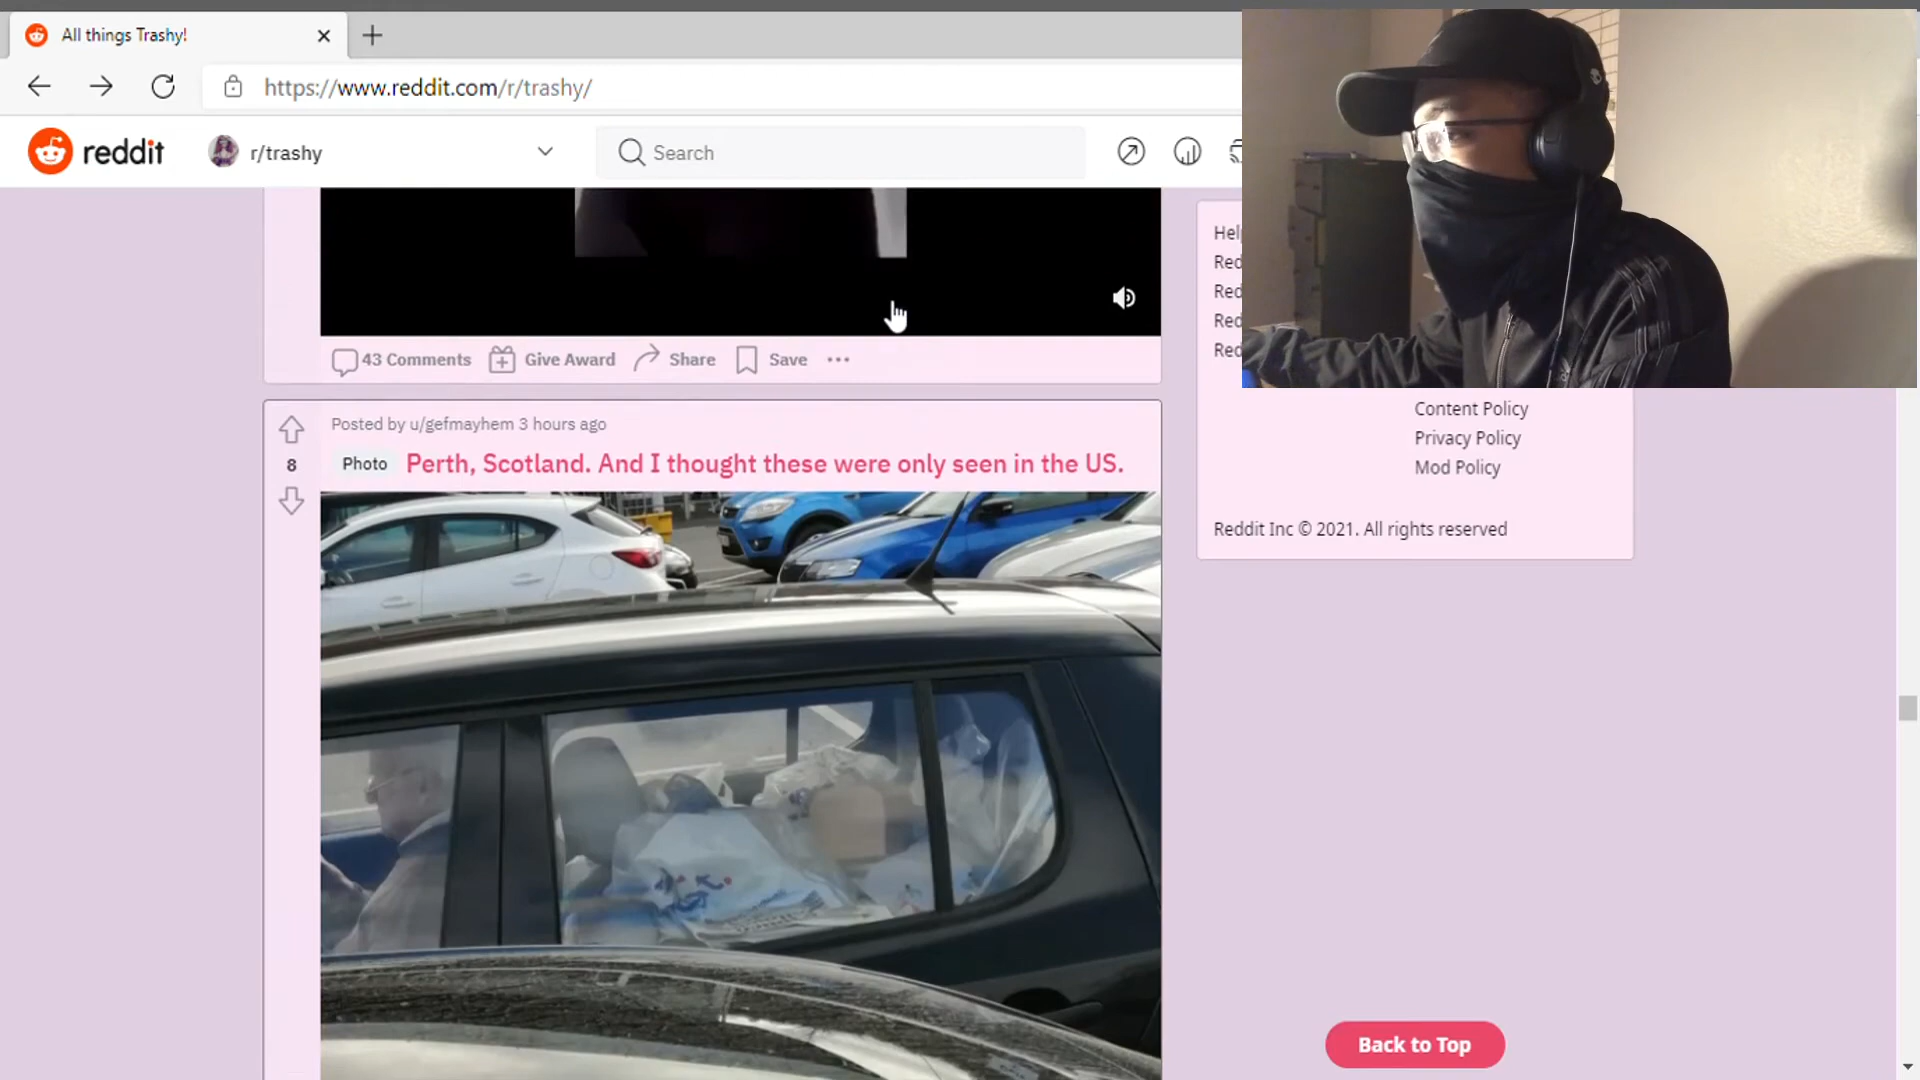 All things Trashy!
https://www.reddit.com/r/trashy/
reddit
r/trashy
Search
43 Comments
Give Award
Share
Save
Posted by u/gefmayhem 3 hours ago
8
Photo
Perth, Scotland. And I thought these were only seen in the US.
Content Policy
Privacy Policy
Mod Policy
Reddit Inc © 2021. All rights reserved
Back to Top